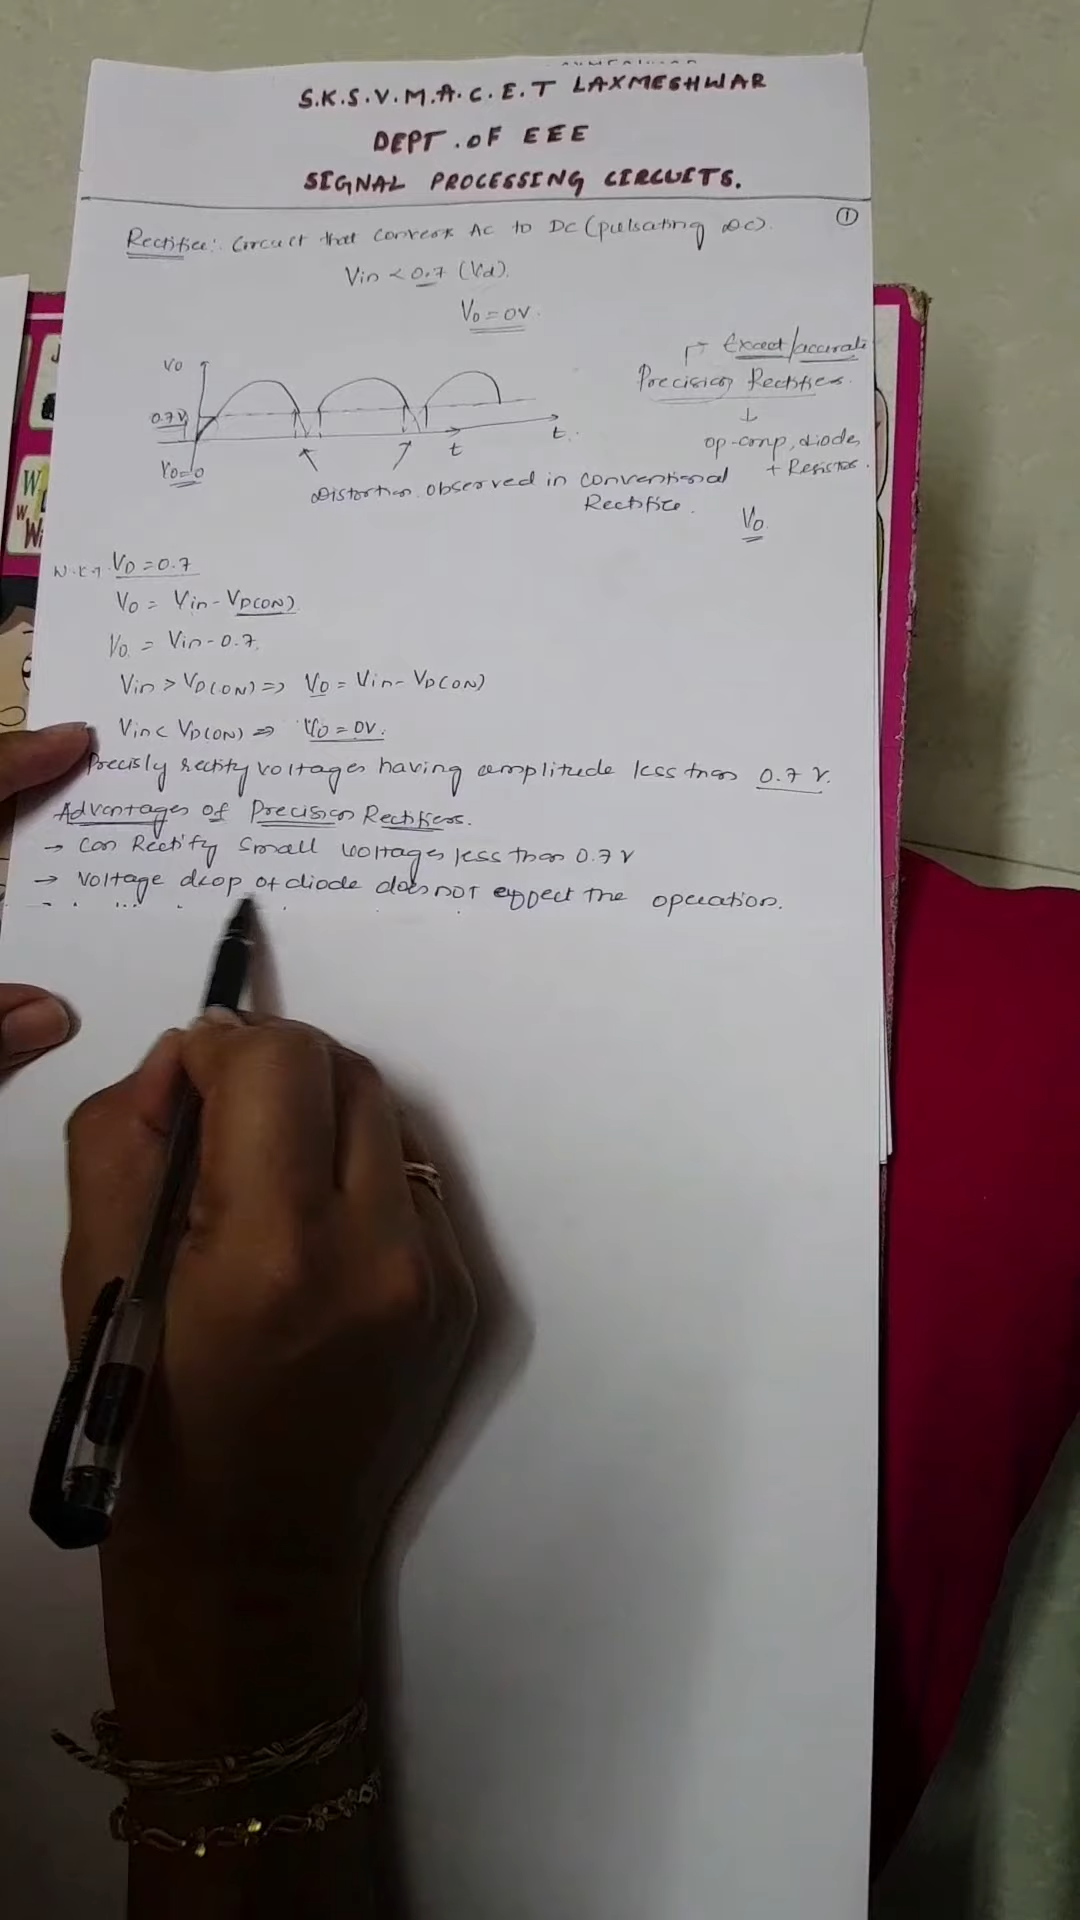 S.K.S.V.M.A.C.E.T LAXMESHWAR
DEPT. OF EEE
SIGNAL PROCESSING CIRCUITS.
①
Rectifier: Circuit that converts AC to DC (pulsating DC).
Vin < 0.7 (Vd).
Vo = 0V.
Exact/accurate
Precision Rectifiers.
↓
op-comp, diodes
+ Resistor.
Vo
Vo
0.7V
Vo=0
t
t.
Distortion observed in conventional
Rectifier.
W.K.T. VD = 0.7
Vo = Vin - VD(ON)
Vo = Vin - 0.7.
Vin > VD(ON) => Vo = Vin - VD(ON)
Vin < VD(ON) => Vo = 0V.
Precisly rectify voltages having amplitude less than 0.7 V.
Advantages of Precision Rectifiers.
→ Can Rectify small voltages less than 0.7 V
→ Voltage drop of diode does not effect the operation.